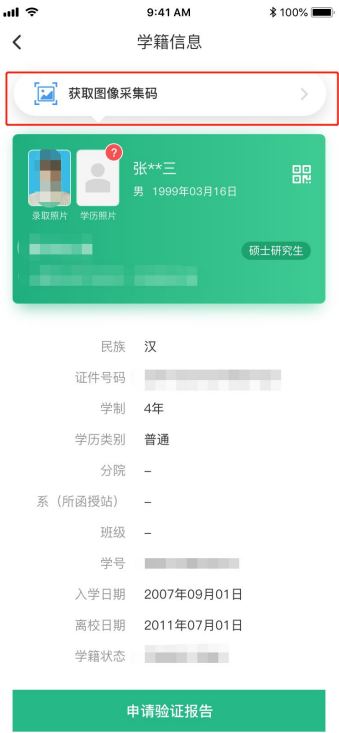 9:41 AM
100%
学籍信息
获取图像采集码
?
张**三
男 1999年03月16日
录取照片 学历照片
硕士研究生
民族 汉
证件号码
学制 4年
学历类别 普通
分院 –
系（所函授站） –
班级 –
学号
入学日期 2007年09月01日
离校日期 2011年07月01日
学籍状态
申请验证报告